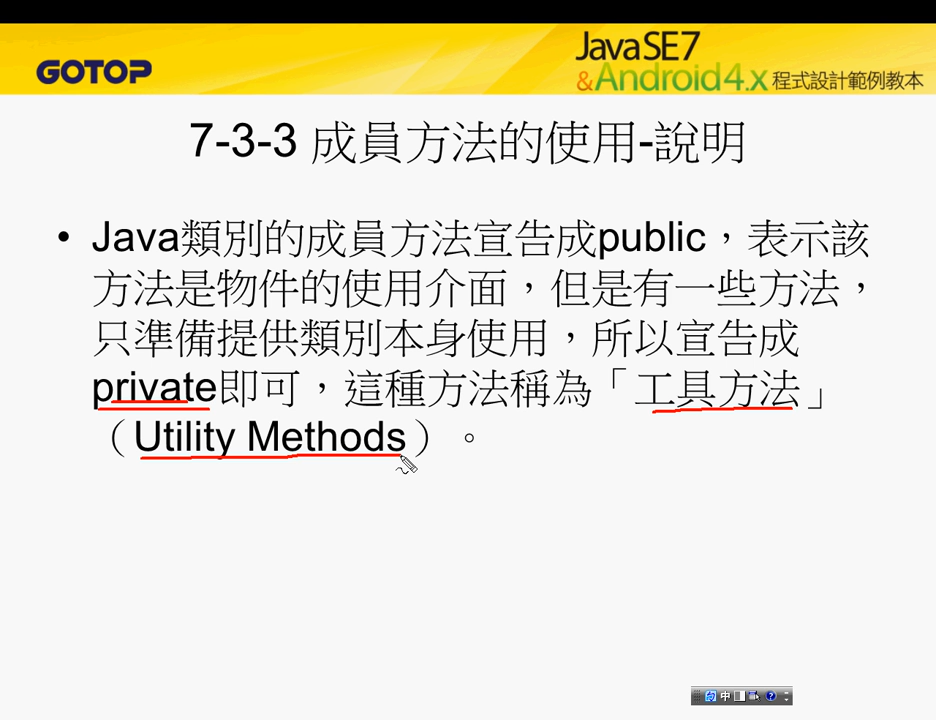 GOTOP
Java SE7
&Android4.x 程式設計範例教本
7-3-3 成員方法的使用-說明
• Java類別的成員方法宣告成public，表示該
方法是物件的使用介面，但是有一些方法，
只準備提供類別本身使用，所以宣告成
private即可，這種方法稱為「工具方法」
（Utility Methods）。
中